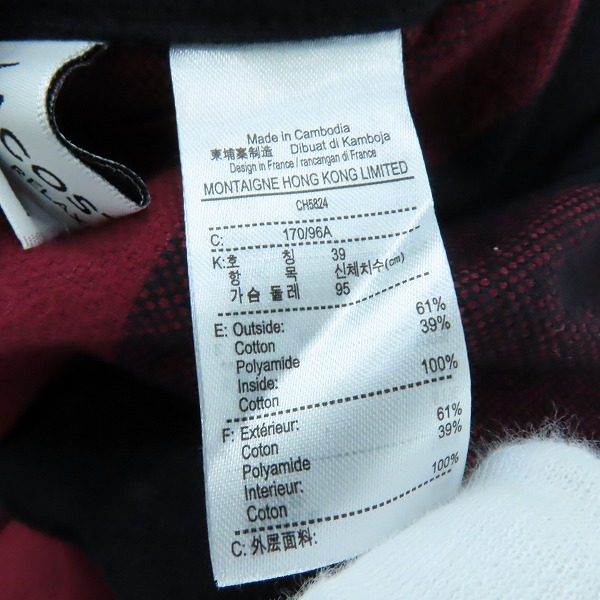 Made in Cambodia
柬埔寨制造 Dibuat di Kamboja
Design in France / rancangan di France
MONTAIGNE HONG KONG LIMITED
CH5824
C: 170/96A
K: 호 칭 39
항 목 신체치수(cm)
가슴 둘레 95
E: Outside: 61%
Cotton 39%
Polyamide
Inside: 100%
Cotton
F: Extérieur: 61%
Coton 39%
Polyamide
Interieur: 100%
Coton
C: 外层面料: